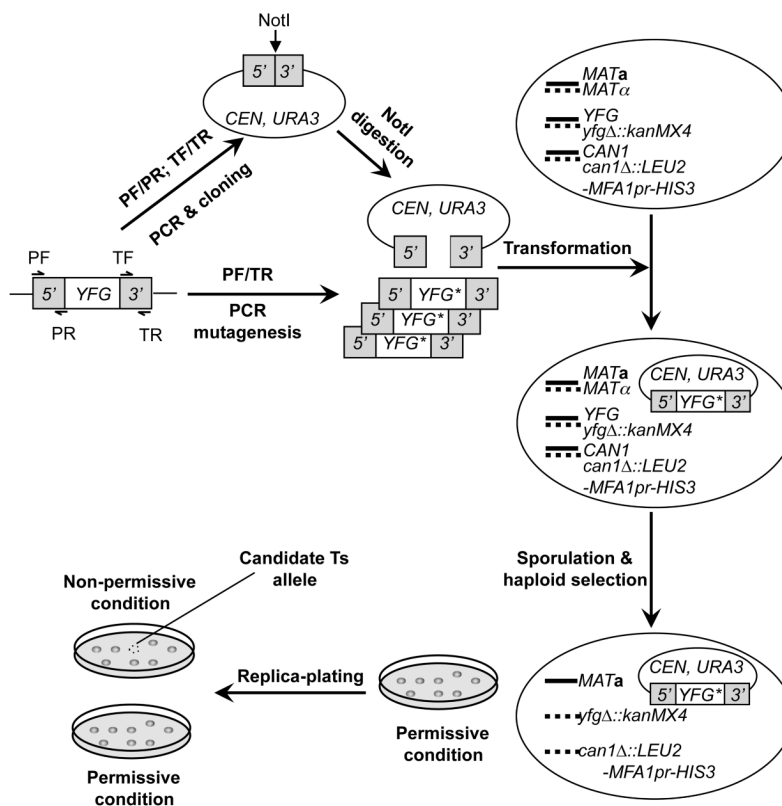 NotI
5’ 3’
CEN, URA3
PF/PR; TF/TR
PCR & cloning
NotI
digestion
PF
TF
5’ YFG 3’
PR
TR
PF/TR
PCR
mutagenesis
CEN, URA3
5’ 3’
5’ YFG* 3’
5’ YFG* 3’
5’ YFG* 3’
Transformation
MATa
MATα
YFG
yfgΔ::kanMX4
CAN1
can1Δ::LEU2
-MFA1pr-HIS3
MATa
MATα
YFG
yfgΔ::kanMX4
CAN1
can1Δ::LEU2
-MFA1pr-HIS3
CEN, URA3
5’ YFG* 3’
Sporulation &
haploid selection
MATa
yfgΔ::kanMX4
can1Δ::LEU2
-MFA1pr-HIS3
CEN, URA3
5’ YFG* 3’
Permissive
condition
Replica-plating
Candidate Ts
allele
Non-permissive
condition
Permissive
condition